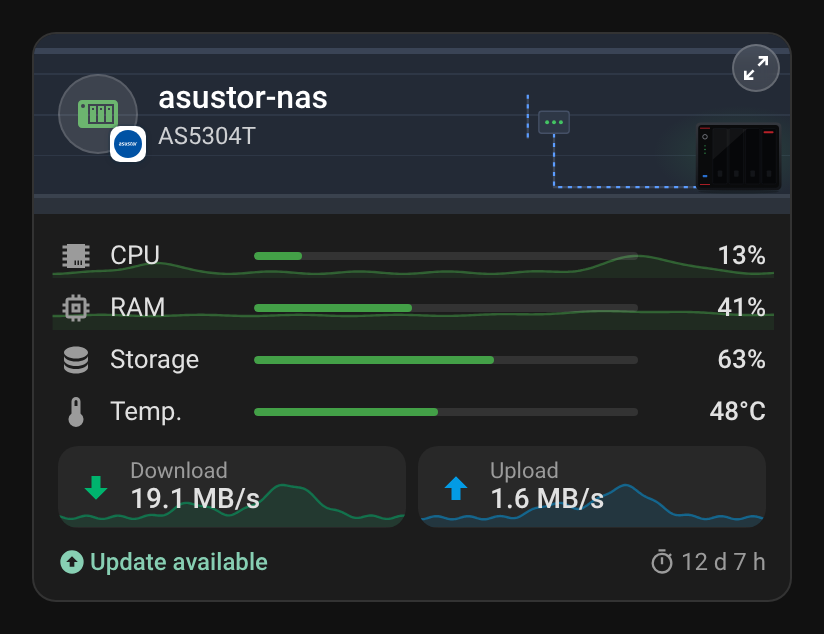 asustor-nas
AS5304T
asustor
CPU 13%
RAM 41%
Storage 63%
Temp. 48°C
Download
19.1 MB/s
Upload
1.6 MB/s
Update available
12 d 7 h